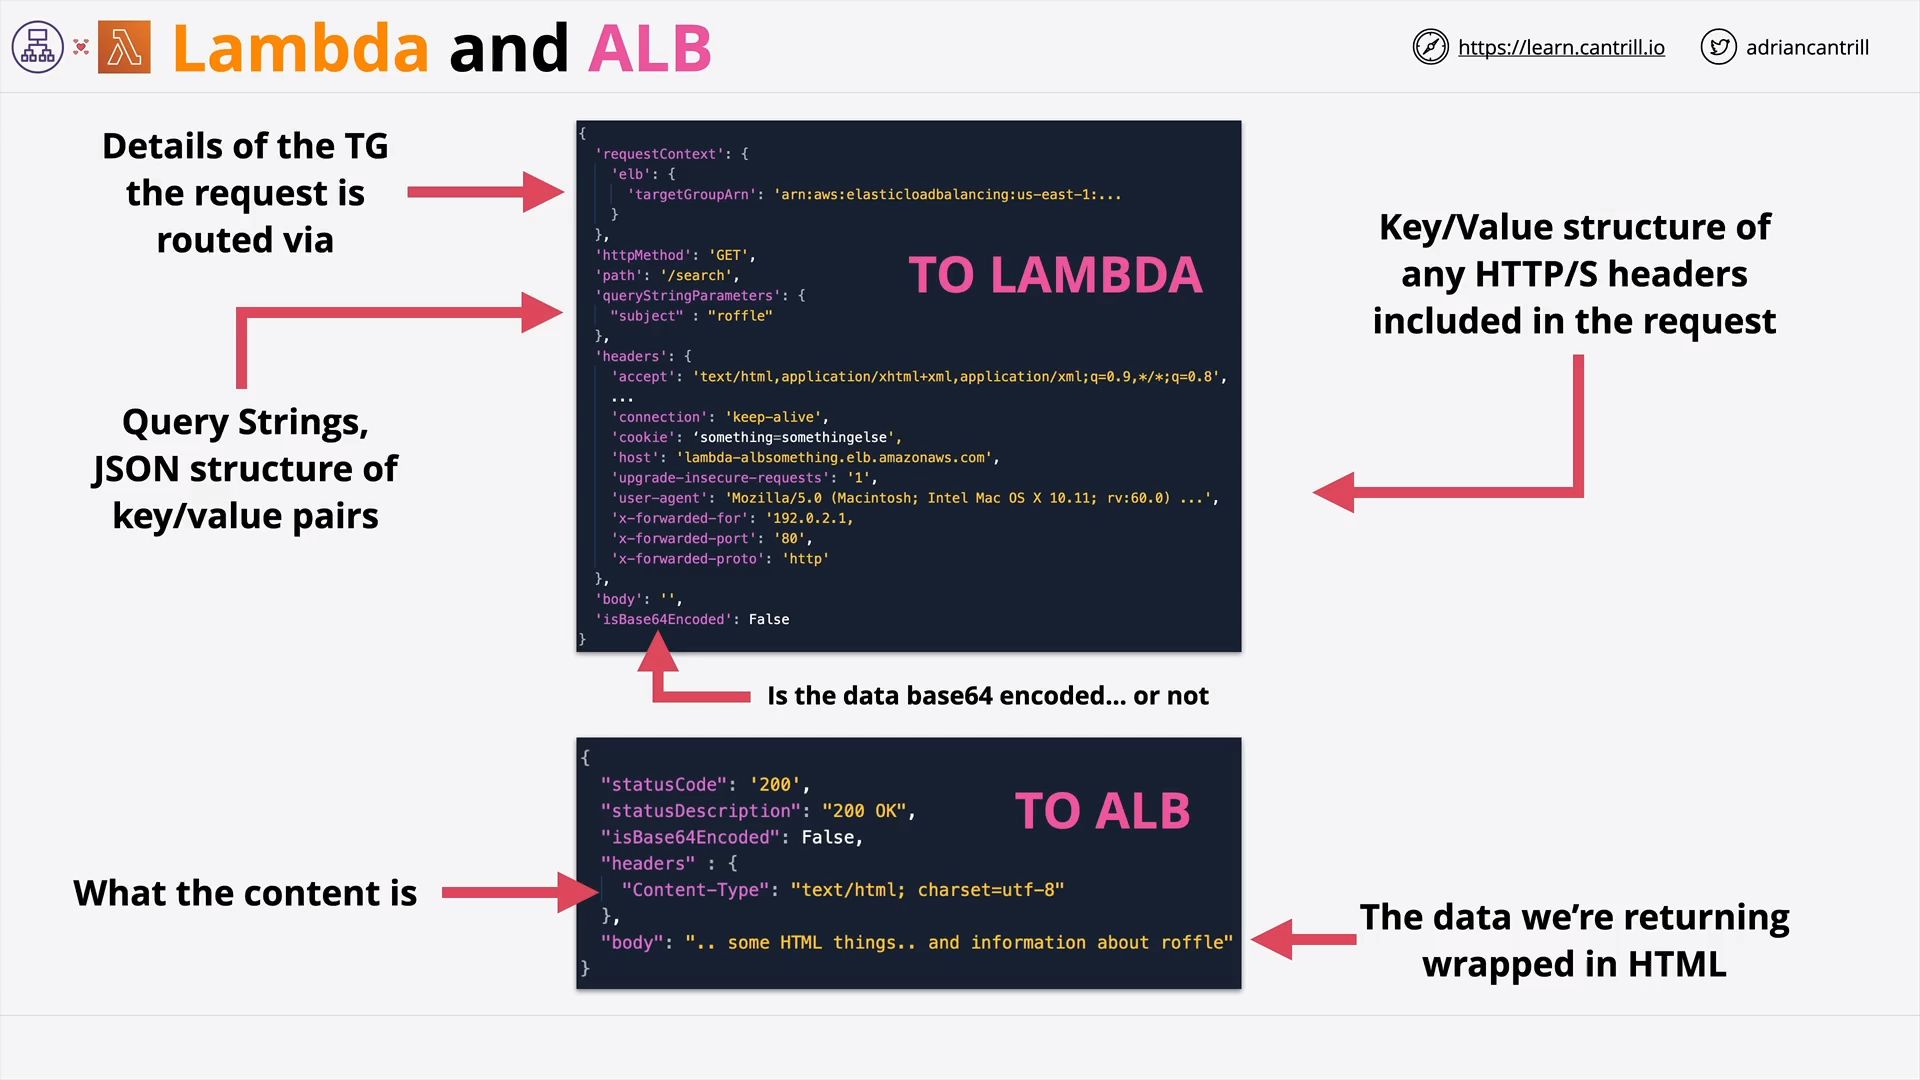 Lambda and ALB
https://learn.cantrill.io
adriancantrill
Details of the TG
the request is
routed via
Query Strings,
JSON structure of
key/value pairs
{
'requestContext': {
'elb': {
'targetGroupArn': 'arn:aws:elasticloadbalancing:us-east-1:...
}
},
'httpMethod': 'GET',
'path': '/search',
'queryStringParameters': {
"subject" : "roffle"
},
'headers': {
'accept': 'text/html,application/xhtml+xml,application/xml;q=0.9,*/*;q=0.8',
...
'connection': 'keep-alive',
'cookie': ‘something=somethingelse',
'host': 'lambda-albsomething.elb.amazonaws.com',
'upgrade-insecure-requests': '1',
'user-agent': 'Mozilla/5.0 (Macintosh; Intel Mac OS X 10.11; rv:60.0) ...',
'x-forwarded-for': '192.0.2.1,
'x-forwarded-port': '80',
'x-forwarded-proto': 'http'
},
'body': '',
'isBase64Encoded': False
}
TO LAMBDA
Key/Value structure of
any HTTP/S headers
included in the request
Is the data base64 encoded... or not
{
"statusCode": '200',
"statusDescription": "200 OK",
"isBase64Encoded": False,
"headers" : {
"Content-Type": "text/html; charset=utf-8"
},
"body": ".. some HTML things.. and information about roffle"
}
TO ALB
What the content is
The data we’re returning
wrapped in HTML